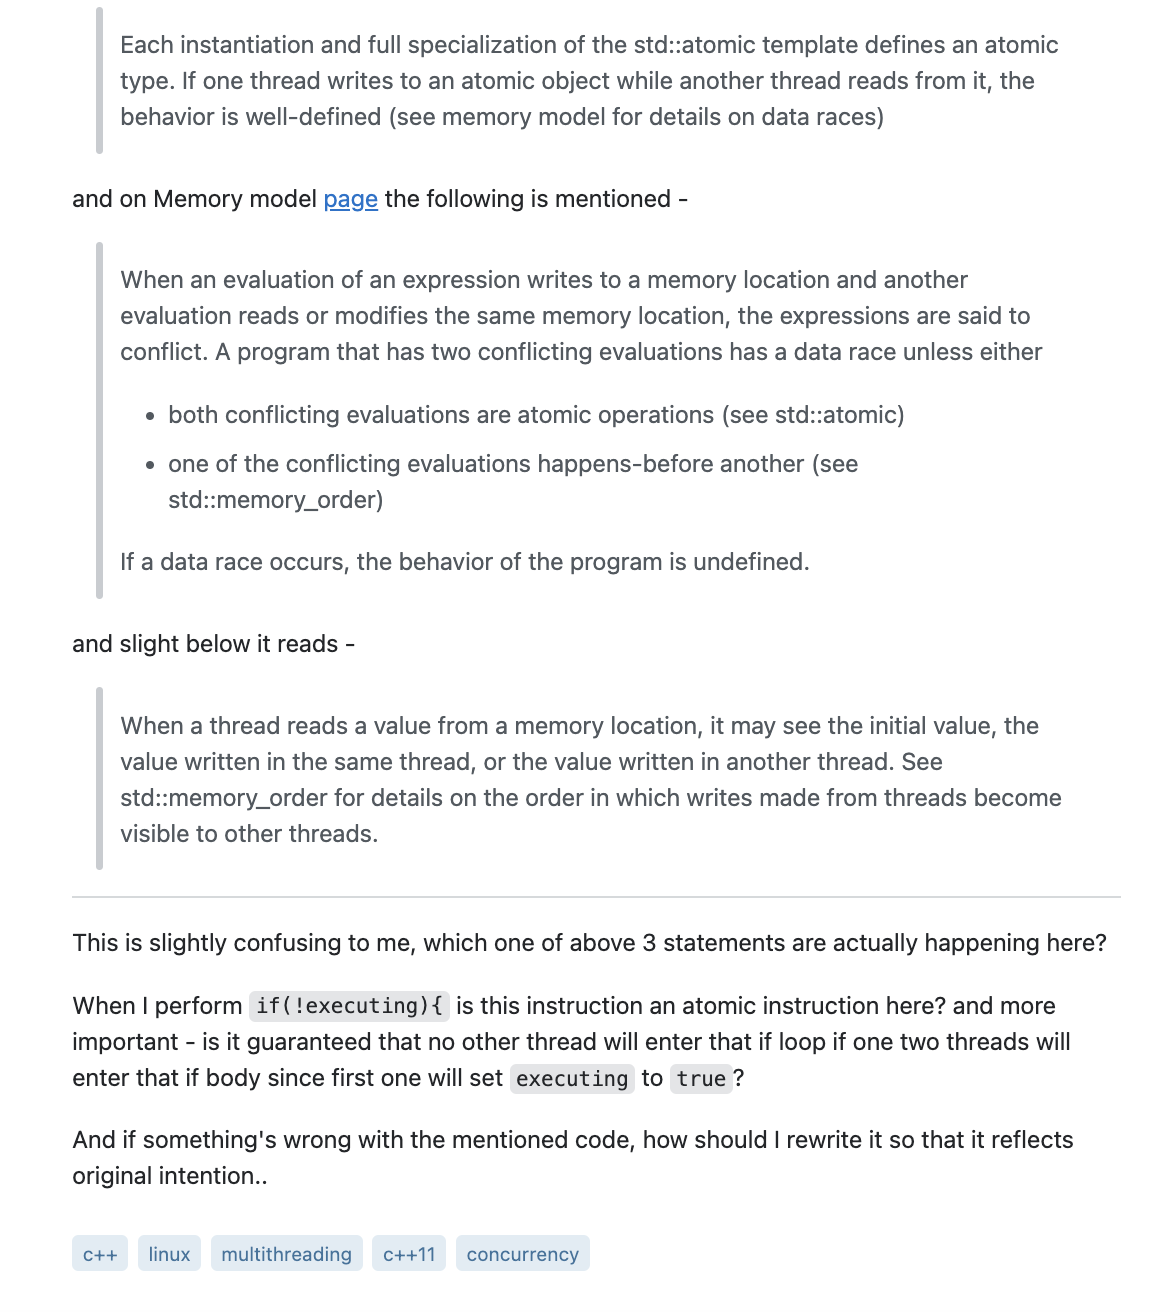 Each instantiation and full specialization of the std::atomic template defines an atomic
type. If one thread writes to an atomic object while another thread reads from it, the
behavior is well-defined (see memory model for details on data races)
and on Memory model page the following is mentioned -
When an evaluation of an expression writes to a memory location and another
evaluation reads or modifies the same memory location, the expressions are said to
conflict. A program that has two conflicting evaluations has a data race unless either
• both conflicting evaluations are atomic operations (see std::atomic)
• one of the conflicting evaluations happens-before another (see
std::memory_order)
If a data race occurs, the behavior of the program is undefined.
and slight below it reads -
When a thread reads a value from a memory location, it may see the initial value, the
value written in the same thread, or the value written in another thread. See
std::memory_order for details on the order in which writes made from threads become
visible to other threads.
This is slightly confusing to me, which one of above 3 statements are actually happening here?
When I perform if(!executing){ is this instruction an atomic instruction here? and more
important - is it guaranteed that no other thread will enter that if loop if one two threads will
enter that if body since first one will set executing to true?
And if something's wrong with the mentioned code, how should I rewrite it so that it reflects
original intention..
c++ linux multithreading c++11 concurrency